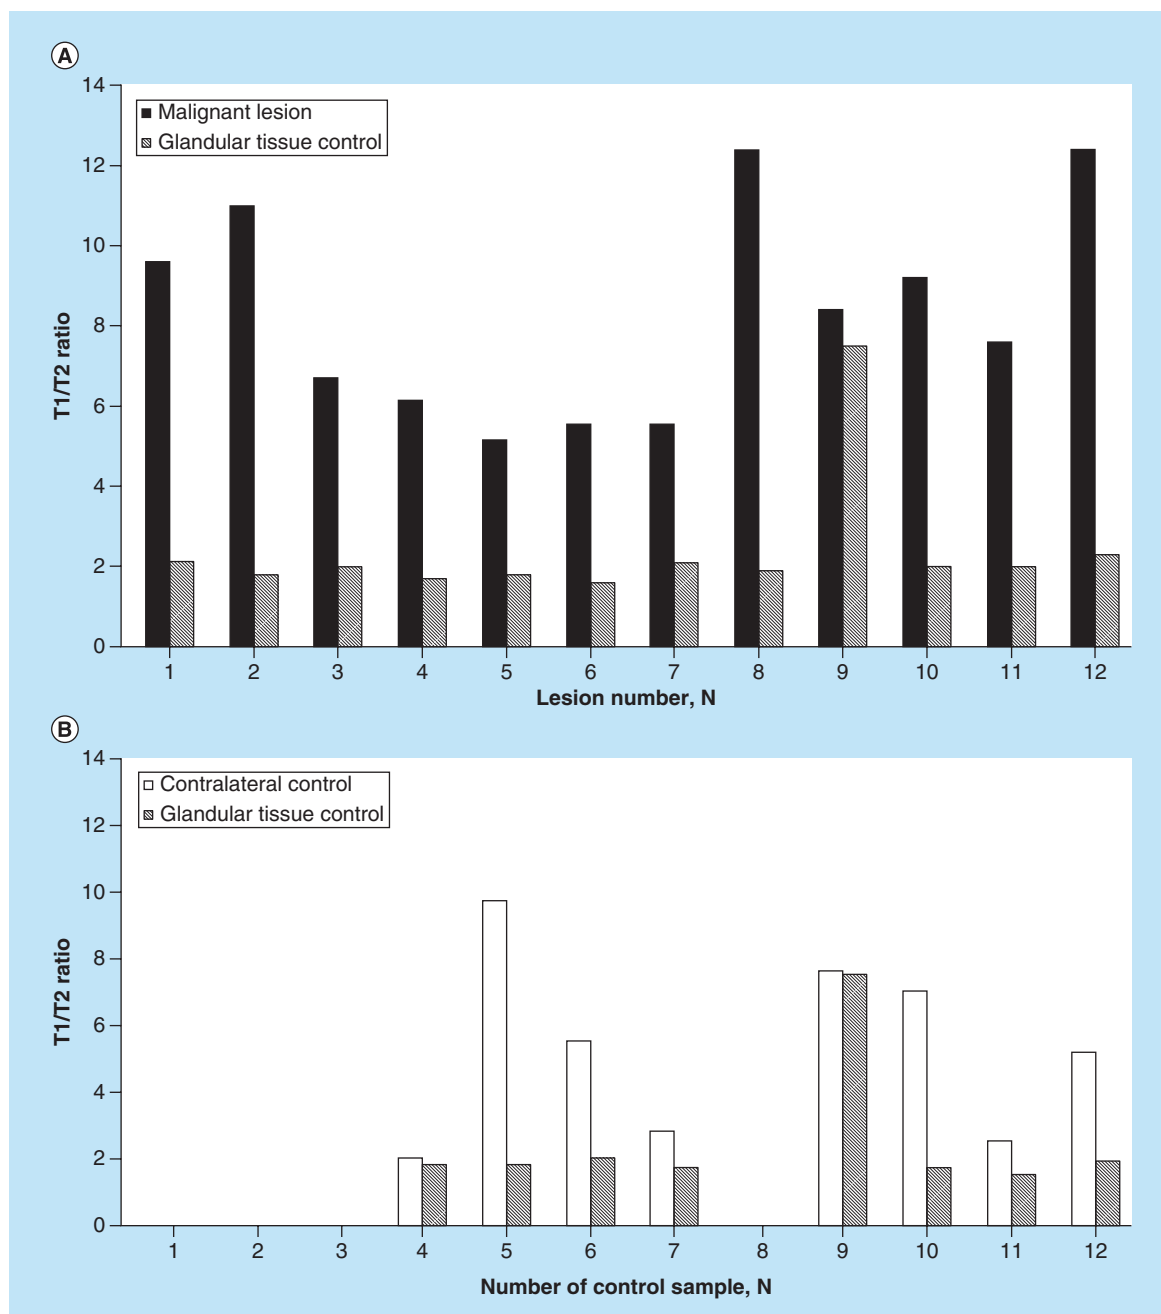 A
14
12
10
8
6
4
2
0
T1/T2 ratio
Malignant lesion
Glandular tissue control
1 2 3 4 5 6 7 8 9 10 11 12
Lesion number, N
B
14
12
10
8
6
4
2
0
T1/T2 ratio
Contralateral control
Glandular tissue control
1 2 3 4 5 6 7 8 9 10 11 12
Number of control sample, N